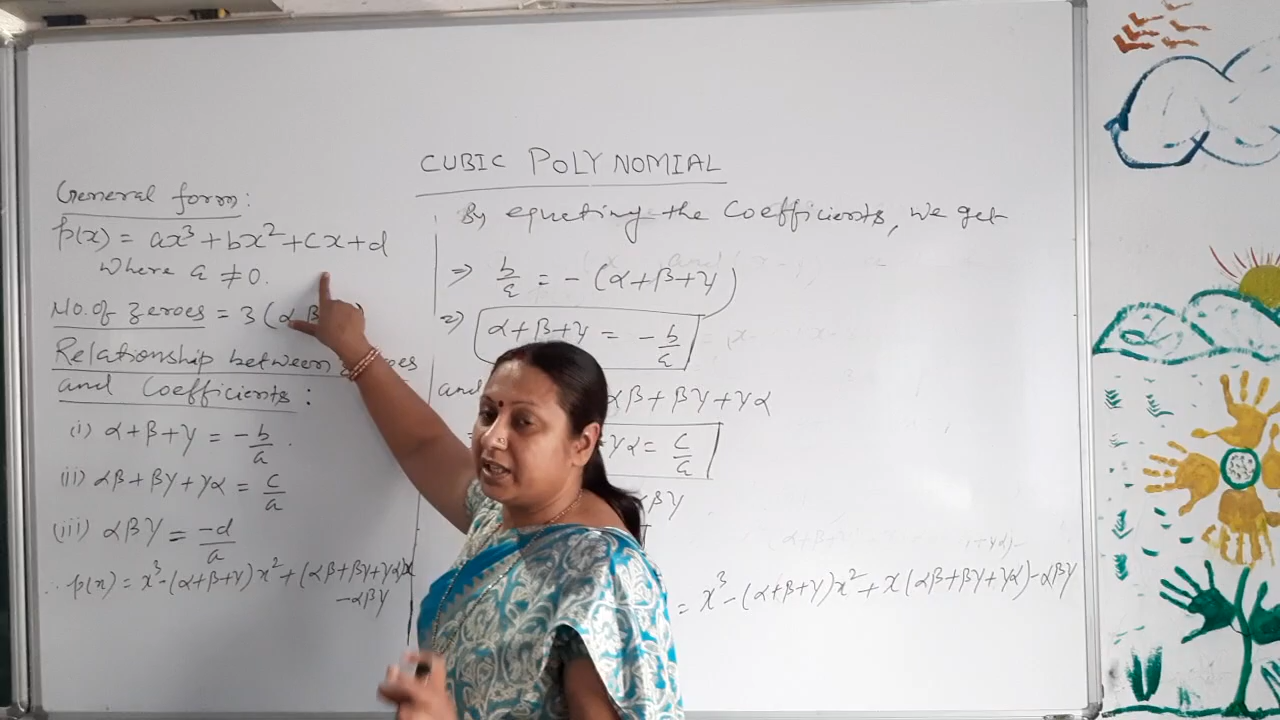 CUBIC POLYNOMIAL
General form:
p(x) = ax³ + bx² + cx + d
Where a ≠ 0.
No. of zeroes = 3 (α β
Relationship between zeroes
and Coefficients:
(i) α+β+γ = -b/a.
(ii) αβ + βγ + γα = c/a
(iii) αβγ = -d/a
∴ p(x) = x³ - (α+β+γ)x² + (αβ+βγ+γα)x
- αβγ
By equating the Coefficients, we get
⇒ b/a = - (α+β+γ)
⇒ α+β+γ = -b/a
and αβ + βγ + γα
γα = c/a
αβγ
= x³ - (α+β+γ)x² + x(αβ+βγ+γα) - αβγ